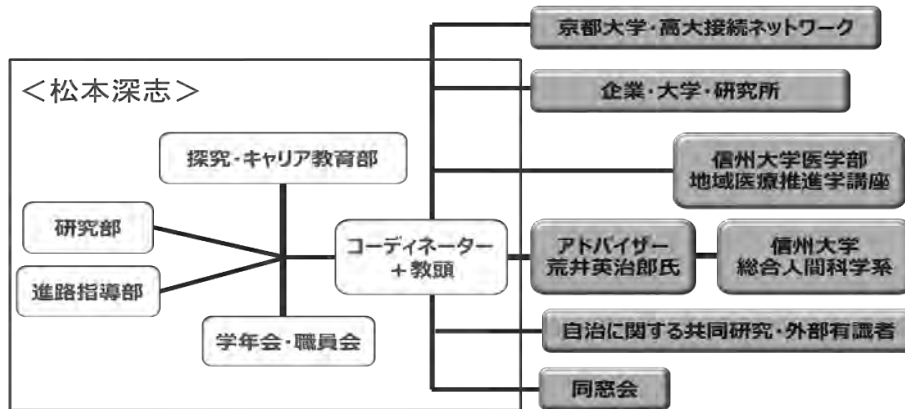 京都大学・高大接続ネットワーク
企業・大学・研究所
＜松本深志＞
探究・キャリア教育部
信州大学医学部
地域医療推進学講座
研究部
コーディネーター
＋教頭
アドバイザー
荒井英治郎氏
信州大学
総合人間科学系
進路指導部
学年会・職員会
自治に関する共同研究・外部有識者
同窓会